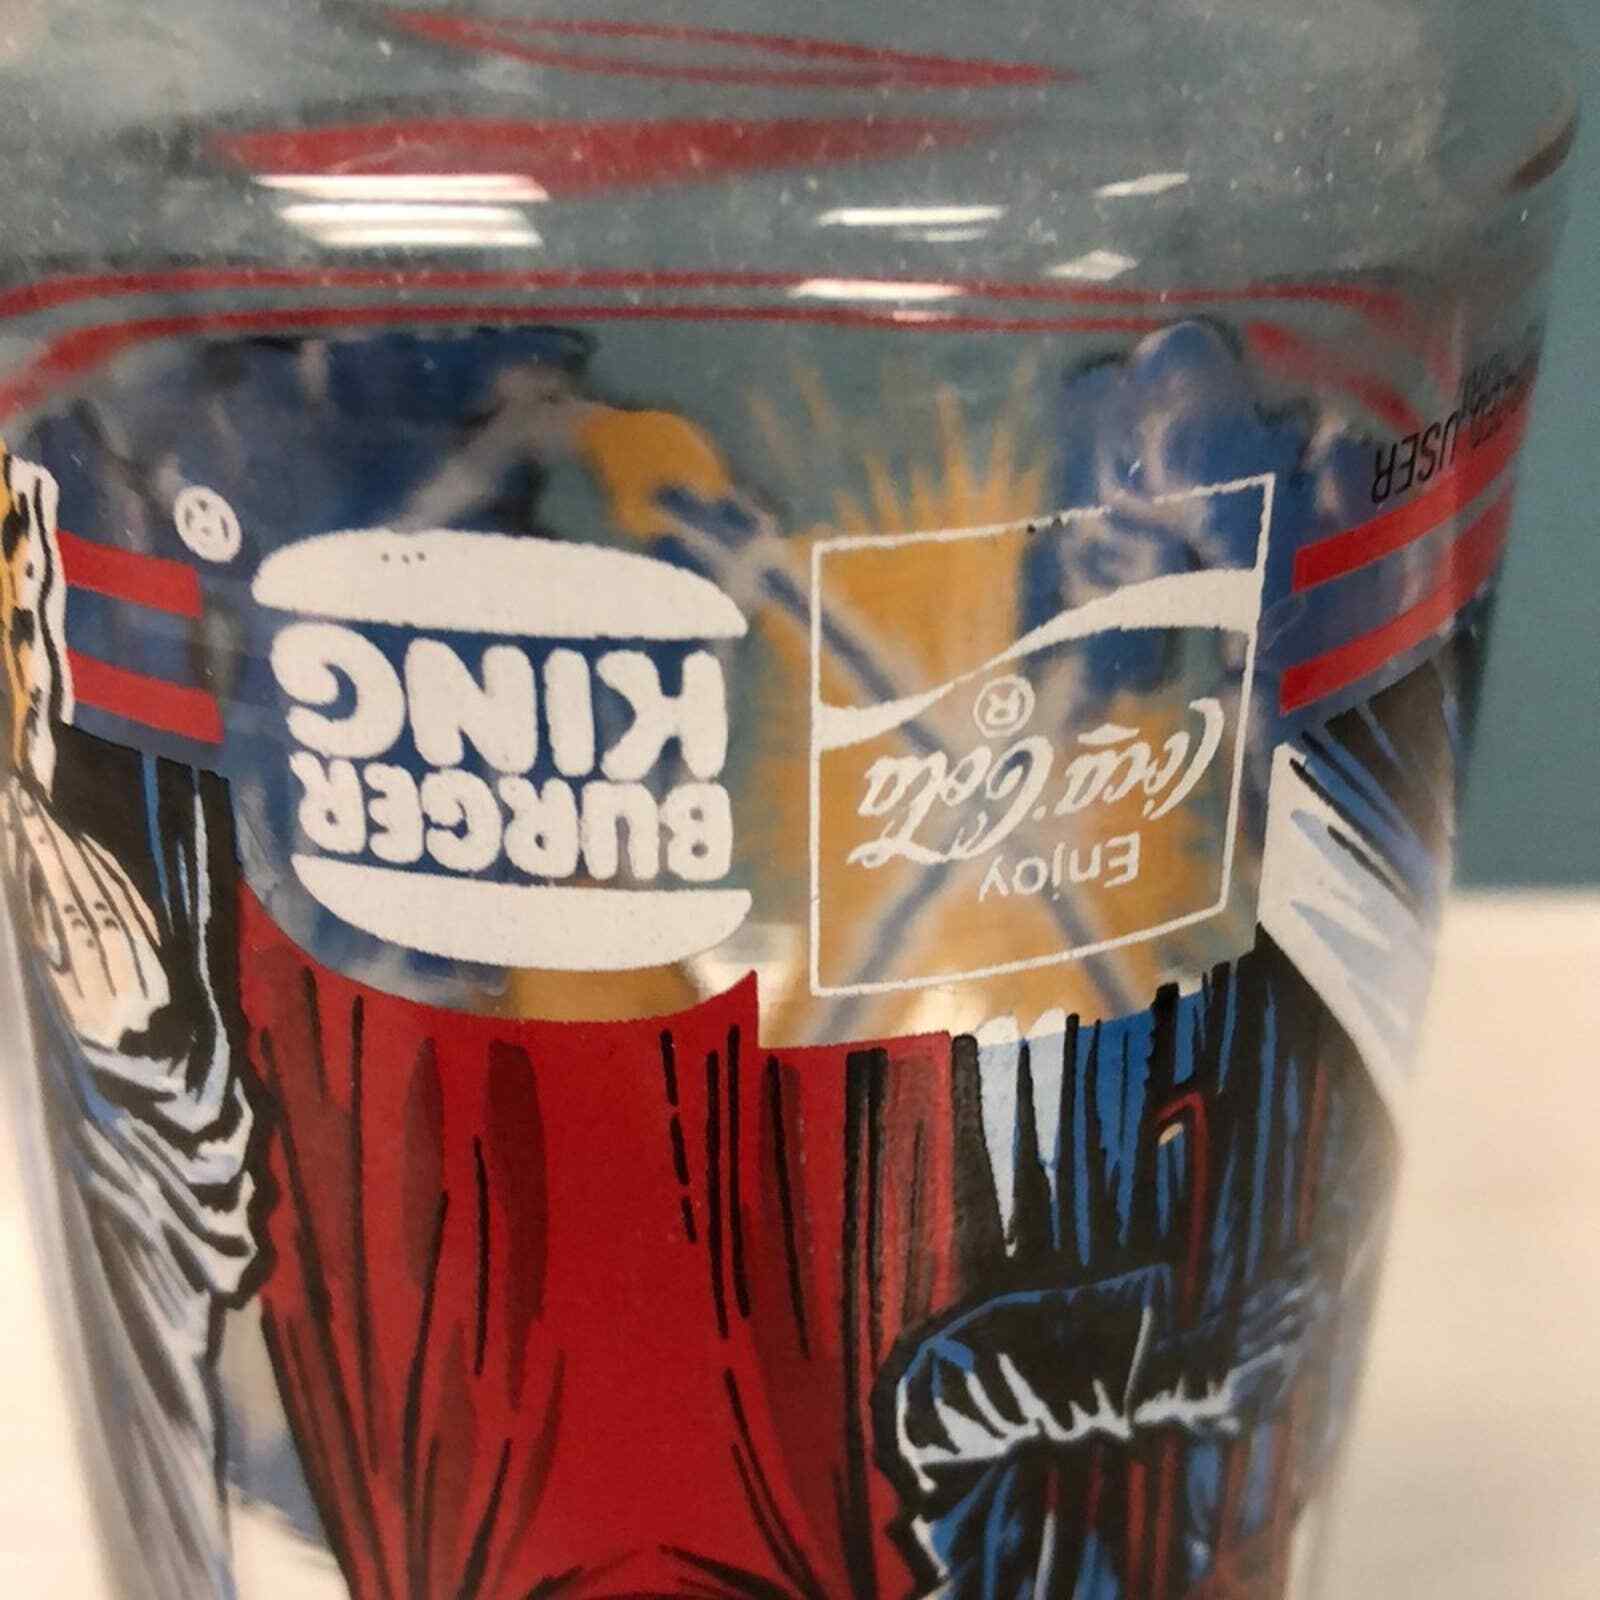 BURGER
KING
®
Enjoy
Coca-Cola
®
USER